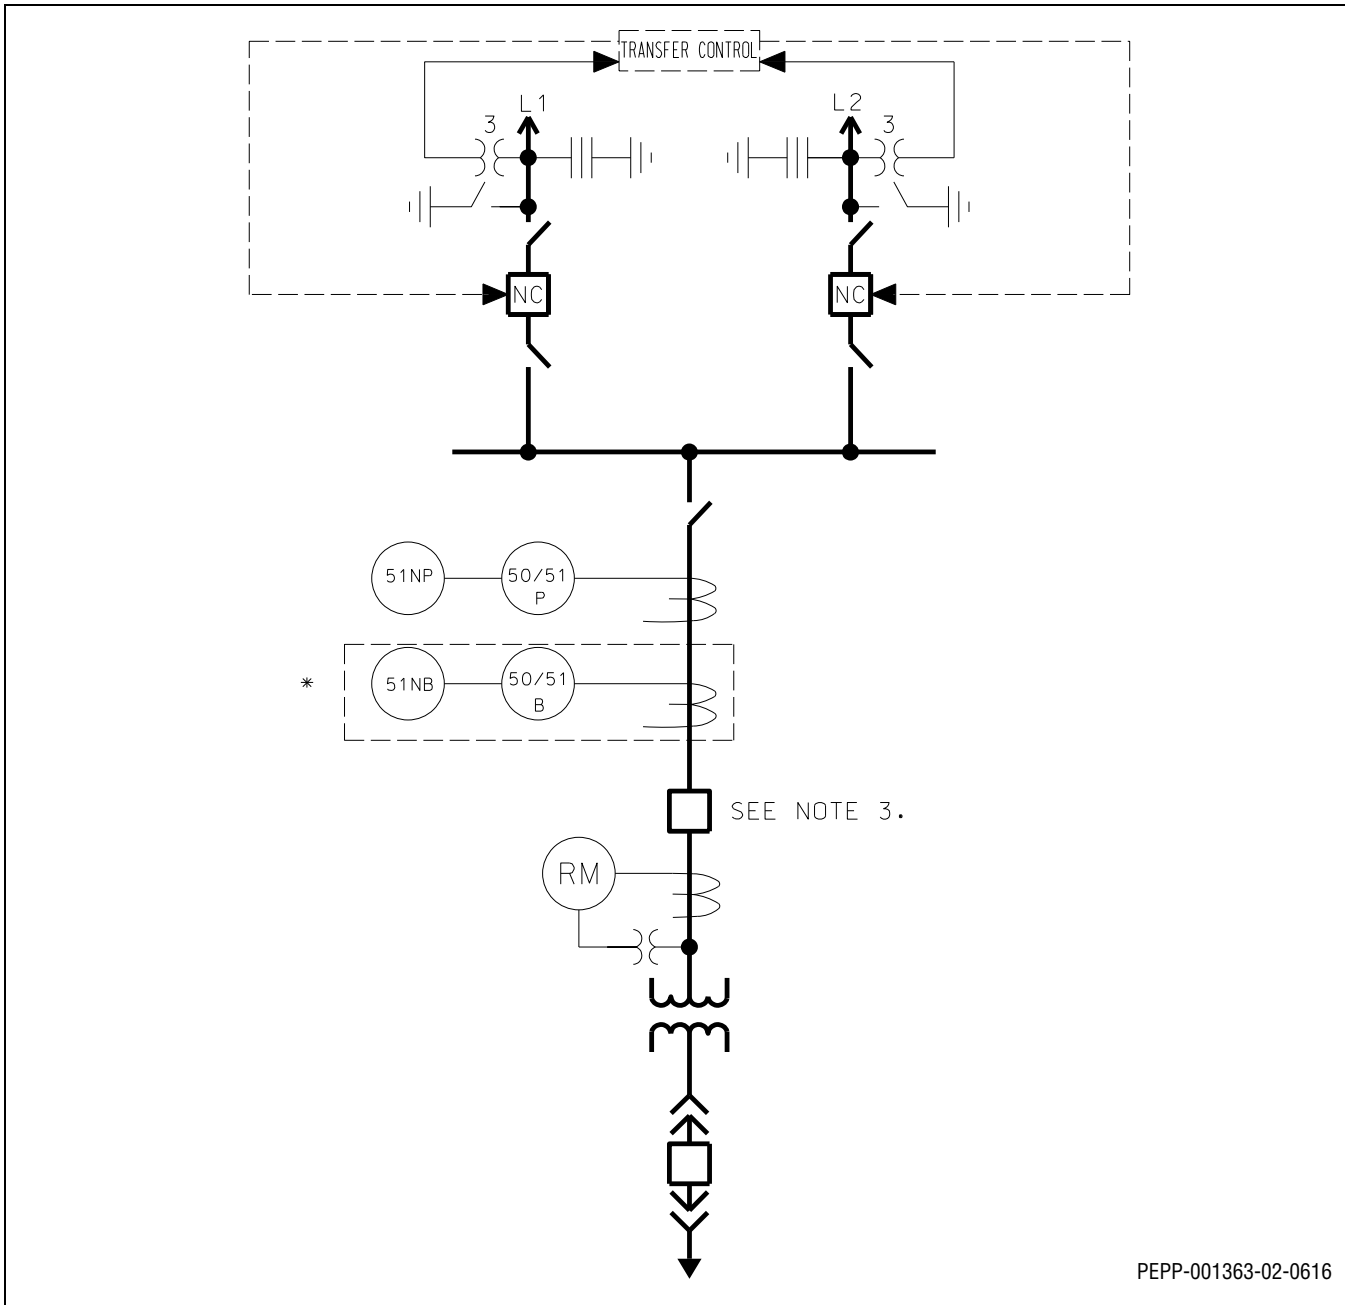 TRANSFER CONTROL
L1
L2
3
3
NC
NC
51NP
50/51
P
*
51NB
50/51
B
SEE NOTE 3.
RM
PEPP-001363-02-0616